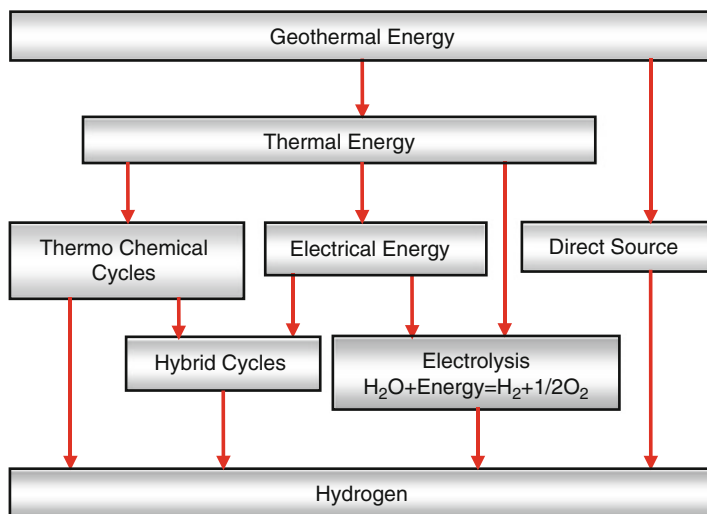 Geothermal Energy
Thermal Energy
Thermo Chemical
Cycles
Electrical Energy
Direct Source
Hybrid Cycles
Electrolysis
H₂O+Energy=H₂+1/2O₂
Hydrogen